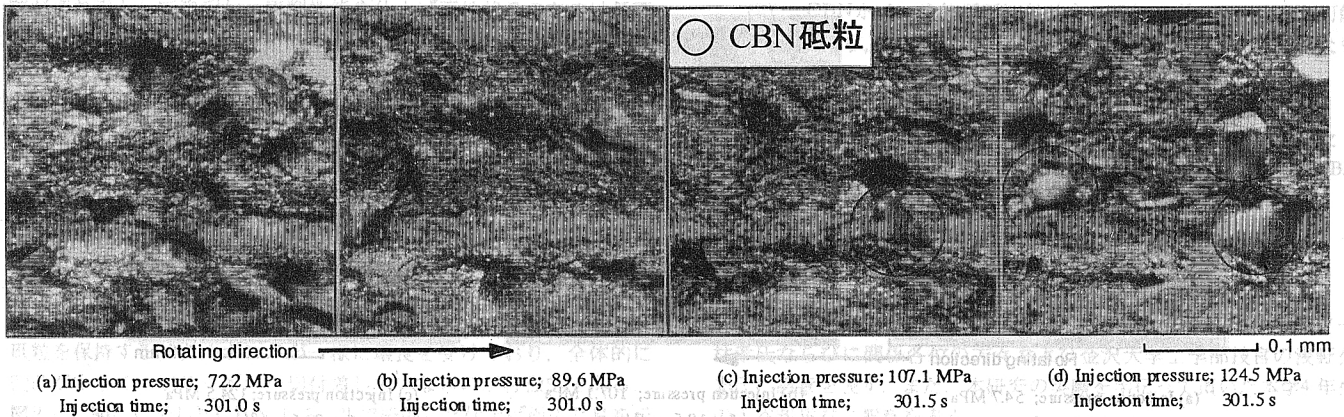 CBN砥粒
Rotating direction
0.1 mm
(a) Injection pressure; 72.2 MPa
Injection time; 301.0 s
(b) Injection pressure; 89.6 MPa
Injection time; 301.0 s
(c) Injection pressure; 107.1 MPa
Injection time; 301.5 s
(d) Injection pressure; 124.5 MPa
Injection time; 301.5 s